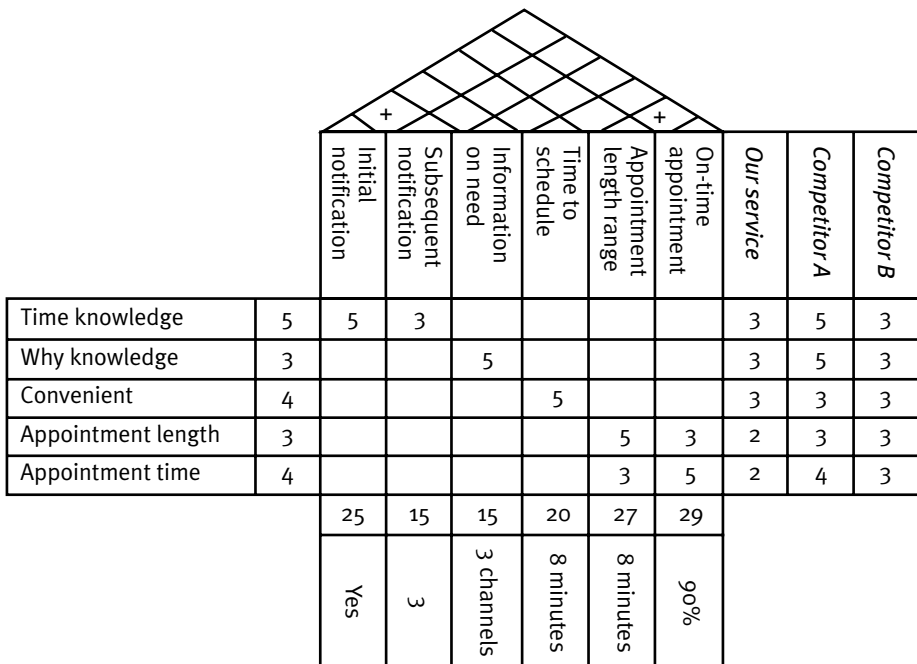 +
+
Initial
notification
Subsequent
notification
Information
on need
Time to
schedule
Appointment
length range
On-time
appointment
Our service
Competitor A
Competitor B
Time knowledge 5 5 3 3 5 3
Why knowledge 3 5 3 5 3
Convenient 4 5 3 3 3
Appointment length 3 5 3 2 3 3
Appointment time 4 3 5 2 4 3
25 15 15 20 27 29
Yes
3
3 channels
8 minutes
8 minutes
90%